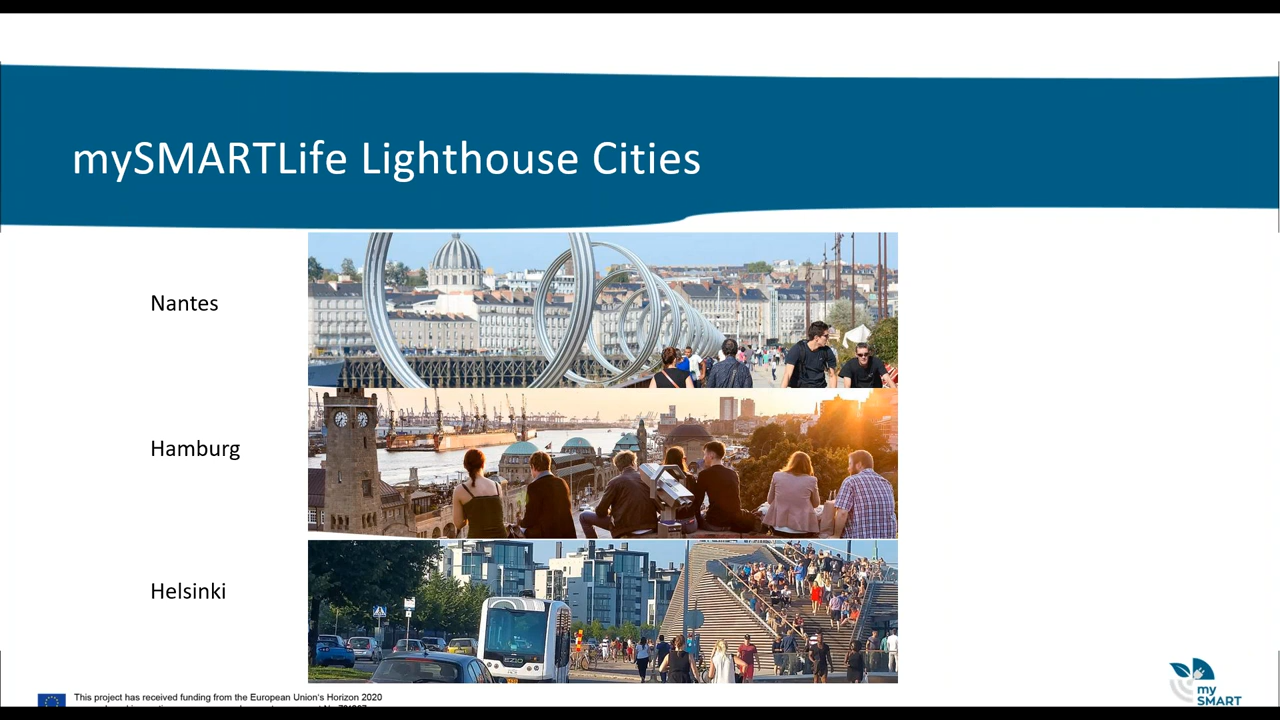 mySMARTLife Lighthouse Cities
Nantes
Hamburg
Helsinki
EZ10
This project has received funding from the European Union's Horizon 2020
my
SMART